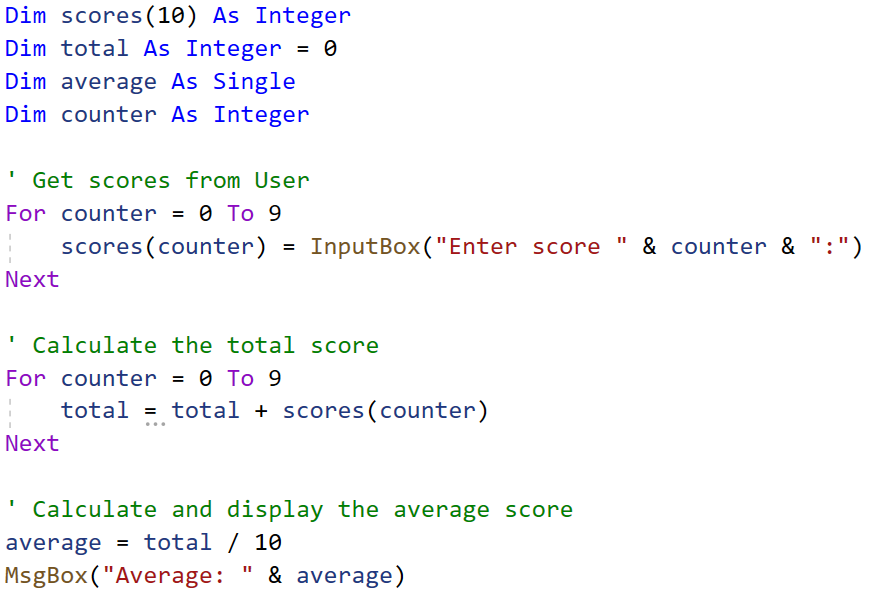 Dim scores(10) As Integer
Dim total As Integer = 0
Dim average As Single
Dim counter As Integer

' Get scores from User
For counter = 0 To 9
    scores(counter) = InputBox("Enter score " & counter & ":")
Next

' Calculate the total score
For counter = 0 To 9
    total = total + scores(counter)
Next

' Calculate and display the average score
average = total / 10
MsgBox("Average: " & average)